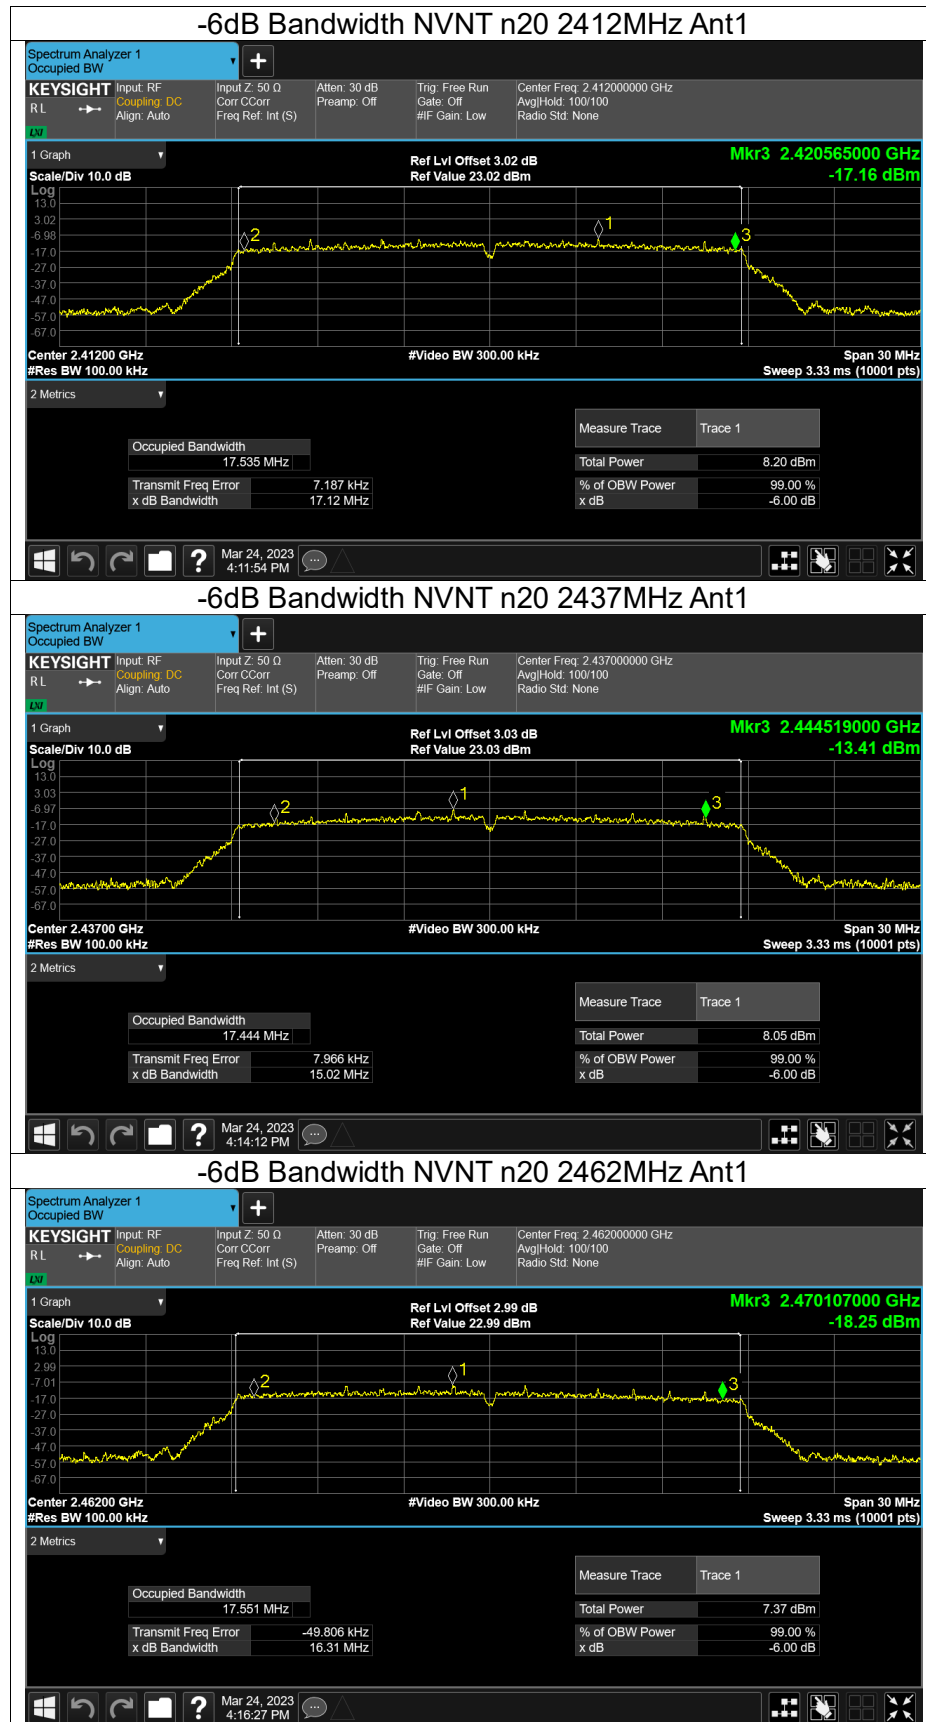 -6dB Bandwidth NVNT n20 2412MHz Ant1
Spectrum Analyzer 1
Occupied BW
KEYSIGHT
R L
LXI
Input: RF
Coupling: DC
Align: Auto
Input Z: 50 Ω
Corr CCorr
Freq Ref: Int (S)
Atten: 30 dB
Preamp: Off
Trig: Free Run
Gate: Off
#IF Gain: Low
Center Freq: 2.412000000 GHz
Avg|Hold: 100/100
Radio Std: None
1 Graph
Scale/Div 10.0 dB
Ref Lvl Offset 3.02 dB
Ref Value 23.02 dBm
Mkr3 2.420565000 GHz
-17.16 dBm
Log
13.0
3.02
-6.98
-17.0
-27.0
-37.0
-47.0
-57.0
-67.0
2
1
3
Center 2.41200 GHz
#Res BW 100.00 kHz
#Video BW 300.00 kHz
Span 30 MHz
Sweep 3.33 ms (10001 pts)
2 Metrics
Measure Trace Trace 1
Occupied Bandwidth
17.535 MHz
Total Power 8.20 dBm
Transmit Freq Error 7.187 kHz
% of OBW Power 99.00 %
x dB Bandwidth 17.12 MHz
x dB -6.00 dB
?
Mar 24, 2023
4:11:54 PM
-6dB Bandwidth NVNT n20 2437MHz Ant1
Spectrum Analyzer 1
Occupied BW
KEYSIGHT
R L
LXI
Input: RF
Coupling: DC
Align: Auto
Input Z: 50 Ω
Corr CCorr
Freq Ref: Int (S)
Atten: 30 dB
Preamp: Off
Trig: Free Run
Gate: Off
#IF Gain: Low
Center Freq: 2.437000000 GHz
Avg|Hold: 100/100
Radio Std: None
1 Graph
Scale/Div 10.0 dB
Ref Lvl Offset 3.03 dB
Ref Value 23.03 dBm
Mkr3 2.444519000 GHz
-13.41 dBm
Log
13.0
3.03
-6.97
-17.0
-27.0
-37.0
-47.0
-57.0
-67.0
2
1
3
Center 2.43700 GHz
#Res BW 100.00 kHz
#Video BW 300.00 kHz
Span 30 MHz
Sweep 3.33 ms (10001 pts)
2 Metrics
Measure Trace Trace 1
Occupied Bandwidth
17.444 MHz
Total Power 8.05 dBm
Transmit Freq Error 7.966 kHz
% of OBW Power 99.00 %
x dB Bandwidth 15.02 MHz
x dB -6.00 dB
?
Mar 24, 2023
4:14:12 PM
-6dB Bandwidth NVNT n20 2462MHz Ant1
Spectrum Analyzer 1
Occupied BW
KEYSIGHT
R L
LXI
Input: RF
Coupling: DC
Align: Auto
Input Z: 50 Ω
Corr CCorr
Freq Ref: Int (S)
Atten: 30 dB
Preamp: Off
Trig: Free Run
Gate: Off
#IF Gain: Low
Center Freq: 2.462000000 GHz
Avg|Hold: 100/100
Radio Std: None
1 Graph
Scale/Div 10.0 dB
Ref Lvl Offset 2.99 dB
Ref Value 22.99 dBm
Mkr3 2.470107000 GHz
-18.25 dBm
Log
13.0
2.99
-7.01
-17.0
-27.0
-37.0
-47.0
-57.0
-67.0
2
1
3
Center 2.46200 GHz
#Res BW 100.00 kHz
#Video BW 300.00 kHz
Span 30 MHz
Sweep 3.33 ms (10001 pts)
2 Metrics
Measure Trace Trace 1
Occupied Bandwidth
17.551 MHz
Total Power 7.37 dBm
Transmit Freq Error -49.806 kHz
% of OBW Power 99.00 %
x dB Bandwidth 16.31 MHz
x dB -6.00 dB
?
Mar 24, 2023
4:16:27 PM